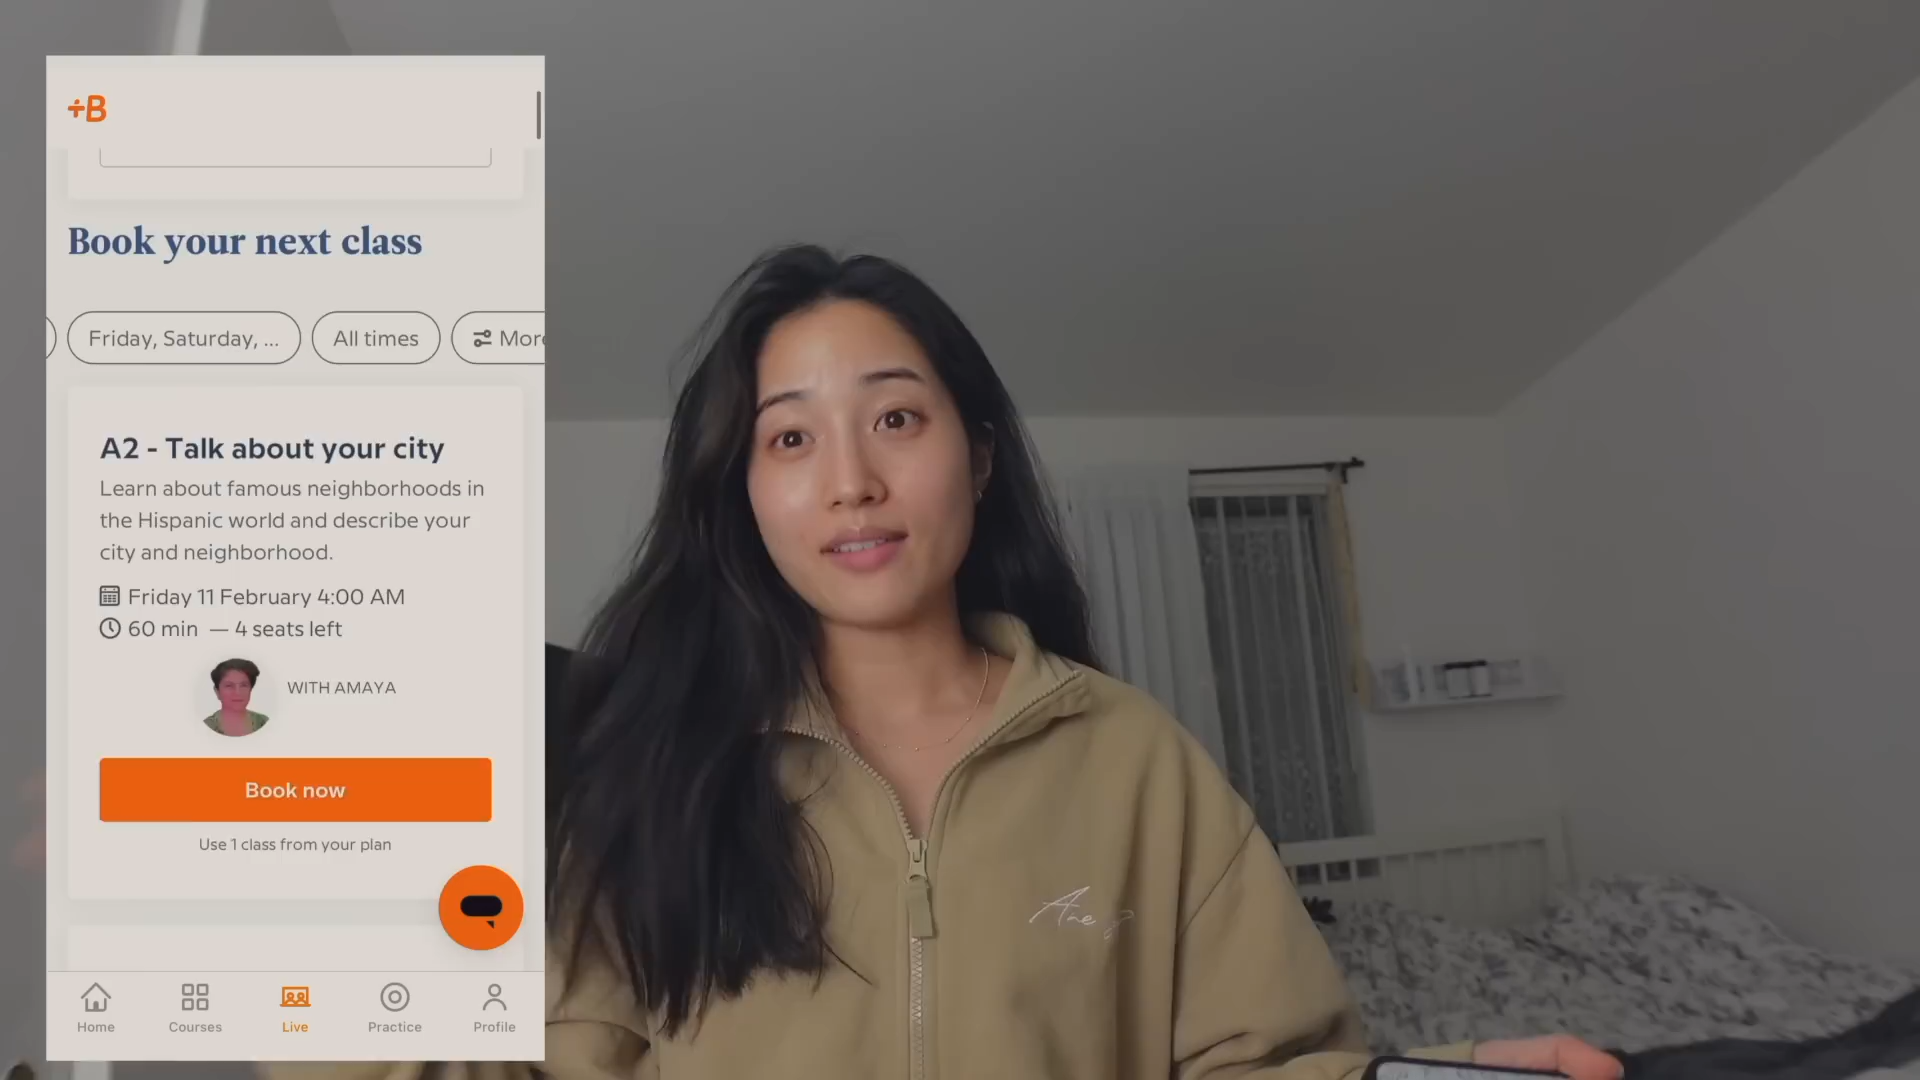 +B
Book your next class
Friday, Saturday, ...
All times
More
A2 - Talk about your city
Learn about famous neighborhoods in
the Hispanic world and describe your
city and neighborhood.
Friday 11 February 4:00 AM
60 min — 4 seats left
WITH AMAYA
Book now
Use 1 class from your plan
Home
Courses
Live
Practice
Profile